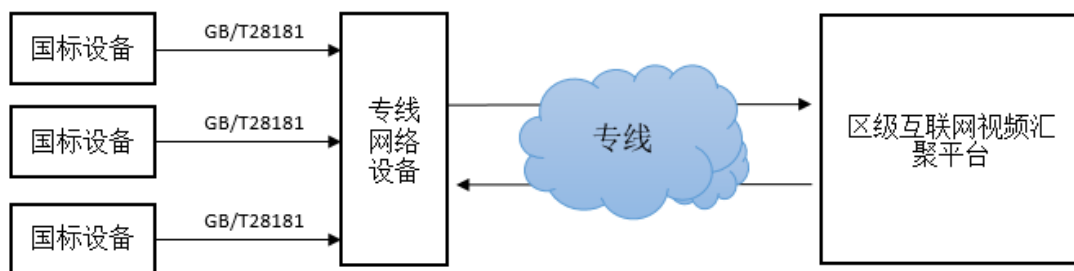 国标设备
GB/T28181
国标设备
GB/T28181
国标设备
GB/T28181
专线
网络
设备
专线
区级互联网视频汇
聚平台